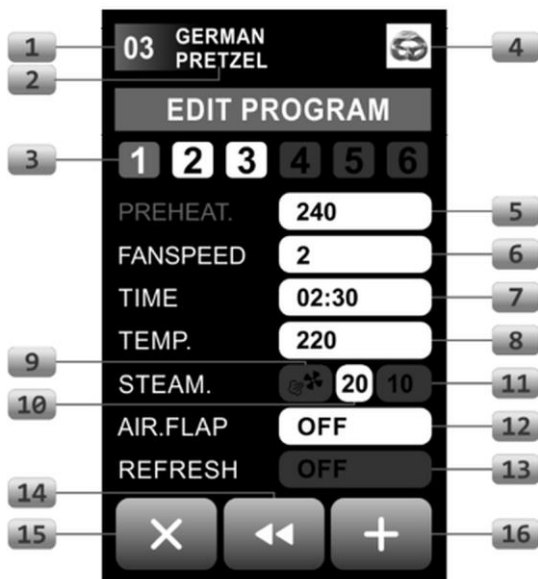 1
03
GERMAN
PRETZEL
4
2
EDIT PROGRAM
3
1 2 3 4 5 6
PREHEAT. 240 5
FANSPEED 2 6
TIME 02:30 7
TEMP. 220 8
9
STEAM. 20 10 11
10
AIR.FLAP OFF 12
REFRESH OFF 13
14
15
16